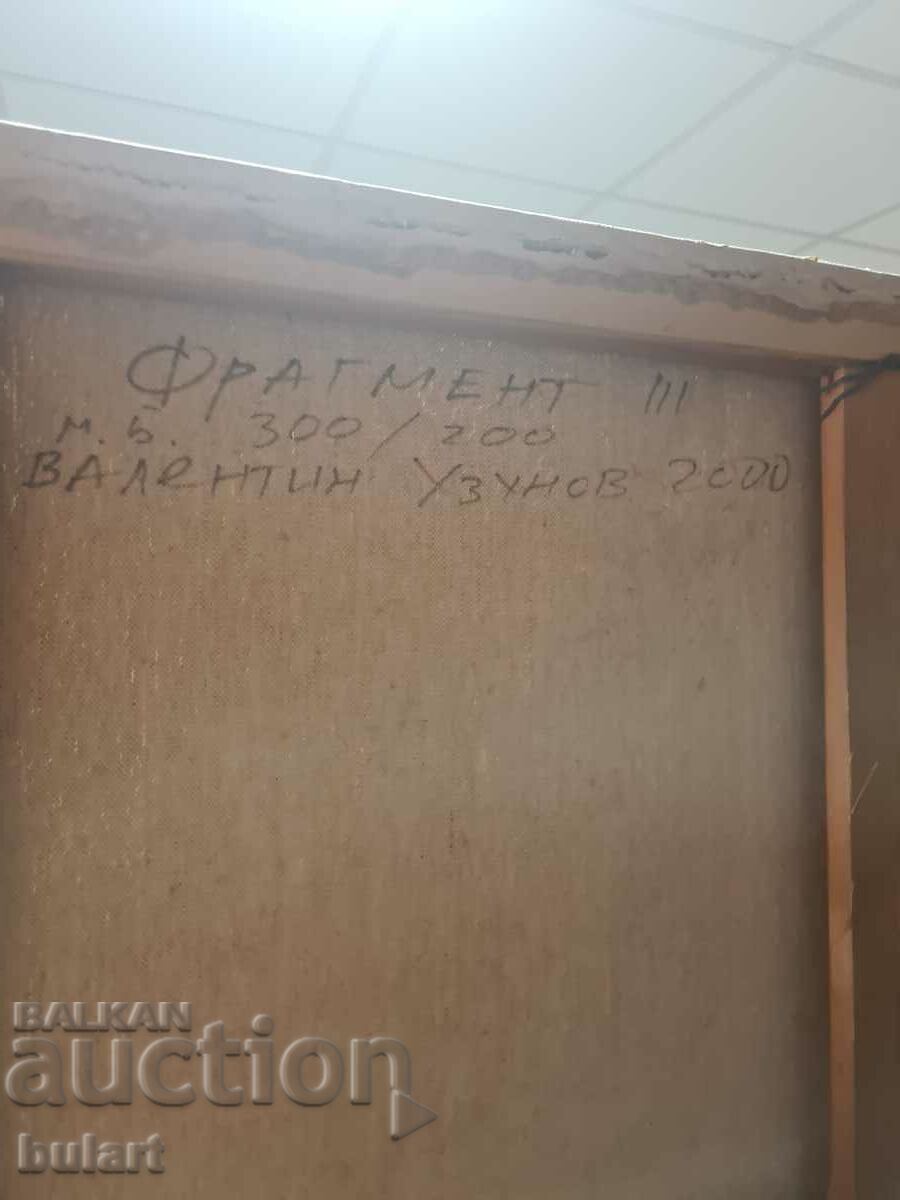 ФРАГМЕНТ III
М. Б. 300/200
ВАЛЕНТИН УЗУНОВ 2000
BALKAN
auction
bulart